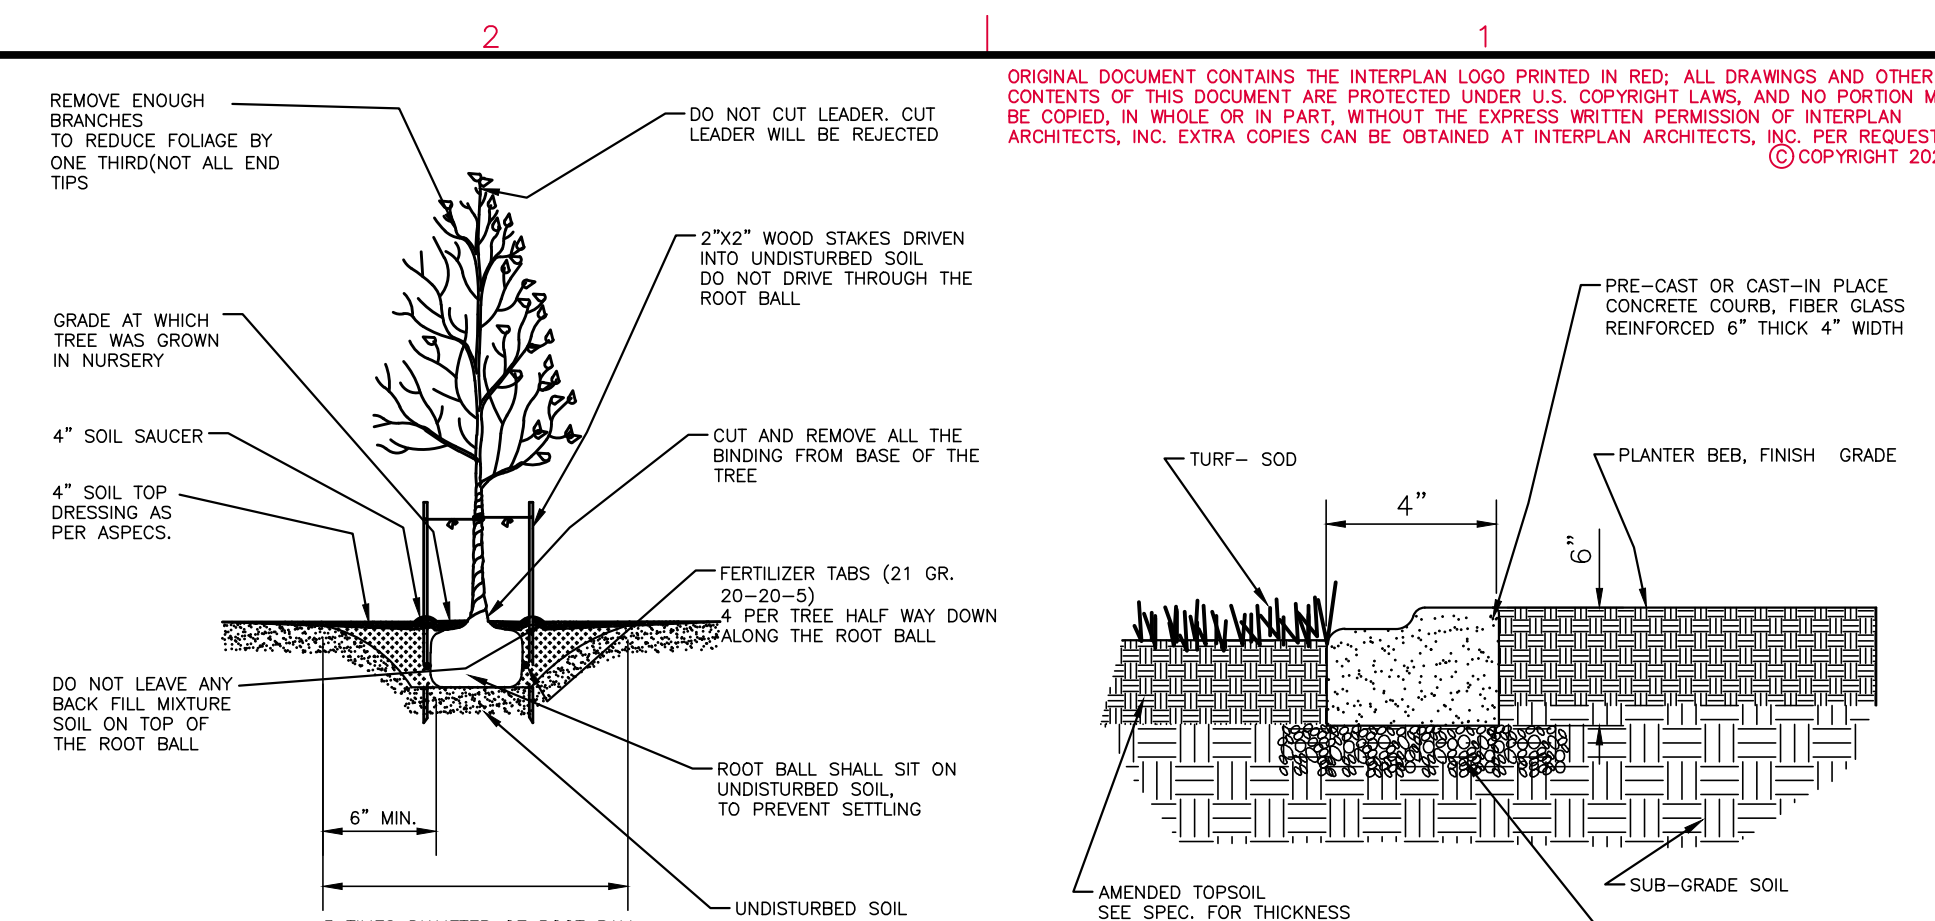 2
1
ORIGINAL DOCUMENT CONTAINS THE INTERPLAN LOGO PRINTED IN RED; ALL DRAWINGS AND OTHER
CONTENTS OF THIS DOCUMENT ARE PROTECTED UNDER U.S. COPYRIGHT LAWS, AND NO PORTION M
BE COPIED, IN WHOLE OR IN PART, WITHOUT THE EXPRESS WRITTEN PERMISSION OF INTERPLAN
ARCHITECTS, INC. EXTRA COPIES CAN BE OBTAINED AT INTERPLAN ARCHITECTS, INC. PER REQUEST
© COPYRIGHT 202
REMOVE ENOUGH
BRANCHES
TO REDUCE FOLIAGE BY
ONE THIRD(NOT ALL END
TIPS
DO NOT CUT LEADER. CUT
LEADER WILL BE REJECTED
2"X2" WOOD STAKES DRIVEN
INTO UNDISTURBED SOIL
DO NOT DRIVE THROUGH THE
ROOT BALL
GRADE AT WHICH
TREE WAS GROWN
IN NURSERY
4" SOIL SAUCER
CUT AND REMOVE ALL THE
BINDING FROM BASE OF THE
TREE
4" SOIL TOP
DRESSING AS
PER ASPECS.
FERTILIZER TABS (21 GR.
20-20-5)
4 PER TREE HALF WAY DOWN
ALONG THE ROOT BALL
DO NOT LEAVE ANY
BACK FILL MIXTURE
SOIL ON TOP OF
THE ROOT BALL
ROOT BALL SHALL SIT ON
UNDISTURBED SOIL,
TO PREVENT SETTLING
6" MIN.
UNDISTURBED SOIL
PRE-CAST OR CAST-IN PLACE
CONCRETE COURB, FIBER GLASS
REINFORCED 6" THICK 4" WIDTH
TURF- SOD
PLANTER BEB, FINISH GRADE
4"
6"
AMENDED TOPSOIL
SEE SPEC. FOR THICKNESS
SUB-GRADE SOIL